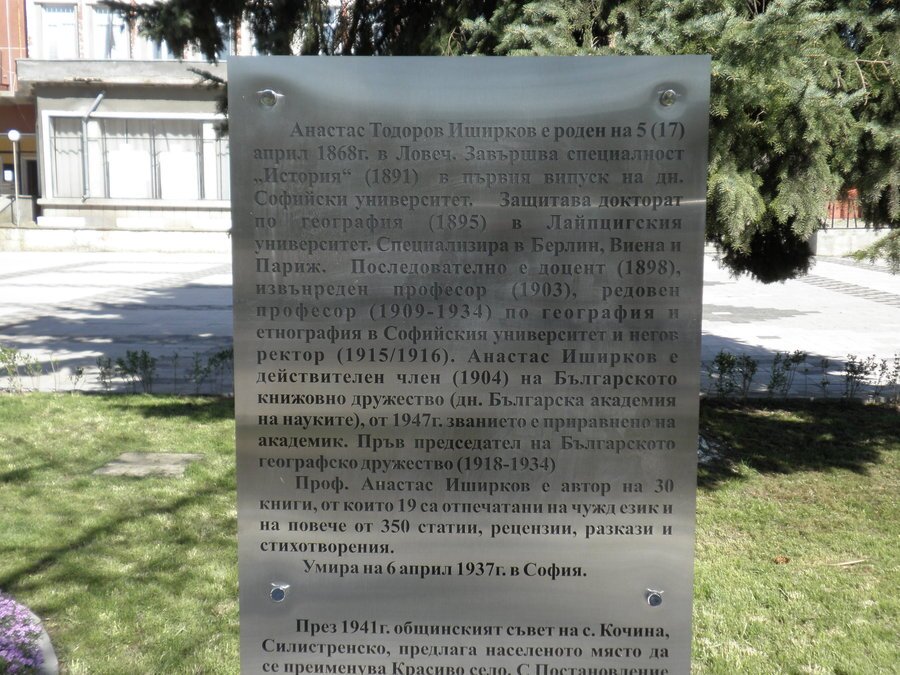 Анастас Тодоров Иширков е роден на 5 (17)
април 1868г. в Ловеч. Завършва специалност
„История“ (1891) в първия випуск на дн.
Софийски университет. Защитава докторат
по география (1895) в Лайпцигския
университет. Специализира в Берлин, Виена и
Париж. Последователно е доцент (1898),
извънреден професор (1903), редовен
професор (1909-1934) по география и
етнография в Софийския университет и негов
ректор (1915/1916). Анастас Иширков е
действителен член (1904) на Българското
книжовно дружество (дн. Българска академия
на науките), от 1947г. званието е приравнено на
академик. Пръв председател на Българското
географско дружество (1918-1934)
Проф. Анастас Иширков е автор на 30
книги, от които 19 са отпечатани на чужд език и
на повече от 350 статии, рецензии, разкази и
стихотворения.
Умира на 6 април 1937г. в София.
През 1941г. общинският съвет на с. Кочина,
Силистренско, предлага населеното място да
се преименува Красиво село. С Постановление